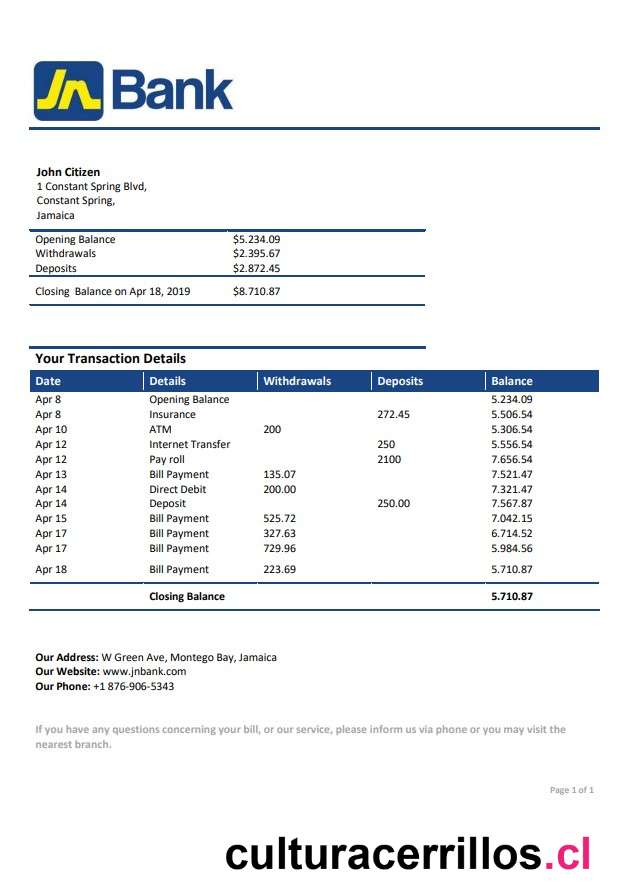 Jn Bank
John Citizen
1 Constant Spring Blvd,
Constant Spring,
Jamaica
Opening Balance $5.234.09
Withdrawals $2.395.67
Deposits $2.872.45
Closing Balance on Apr 18, 2019 $8.710.87
Your Transaction Details
Date Details Withdrawals Deposits Balance
Apr 8 Opening Balance 5.234.09
Apr 8 Insurance 272.45 5.506.54
Apr 10 ATM 200 5.306.54
Apr 12 Internet Transfer 250 5.556.54
Apr 12 Pay roll 2100 7.656.54
Apr 13 Bill Payment 135.07 7.521.47
Apr 14 Direct Debit 200.00 7.321.47
Apr 14 Deposit 250.00 7.567.87
Apr 15 Bill Payment 525.72 7.042.15
Apr 17 Bill Payment 327.63 6.714.52
Apr 17 Bill Payment 729.96 5.984.56
Apr 18 Bill Payment 223.69 5.710.87
Closing Balance 5.710.87
Our Address: W Green Ave, Montego Bay, Jamaica
Our Website: www.jnbank.com
Our Phone: +1 876-906-5343
If you have any questions concerning your bill, or our service, please inform us via phone or you may visit the
nearest branch.
Page 1 of 1
culturacerrillos.cl